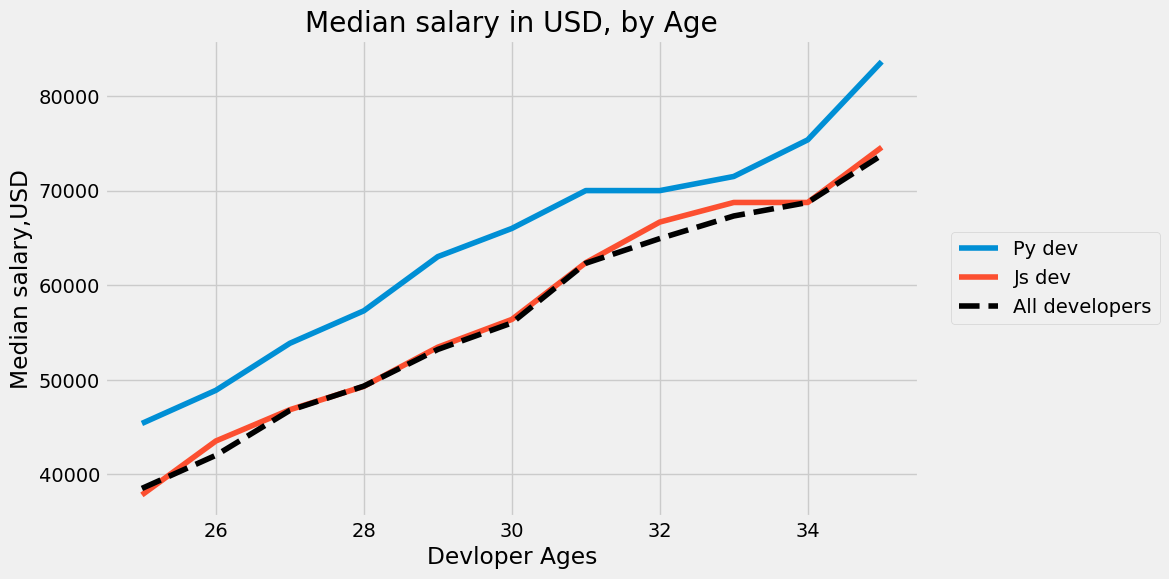 Median salary in USD, by Age
Median salary,USD
80000
70000
60000
50000
40000
26 28 30 32 34
Devloper Ages
Py dev
Js dev
All developers